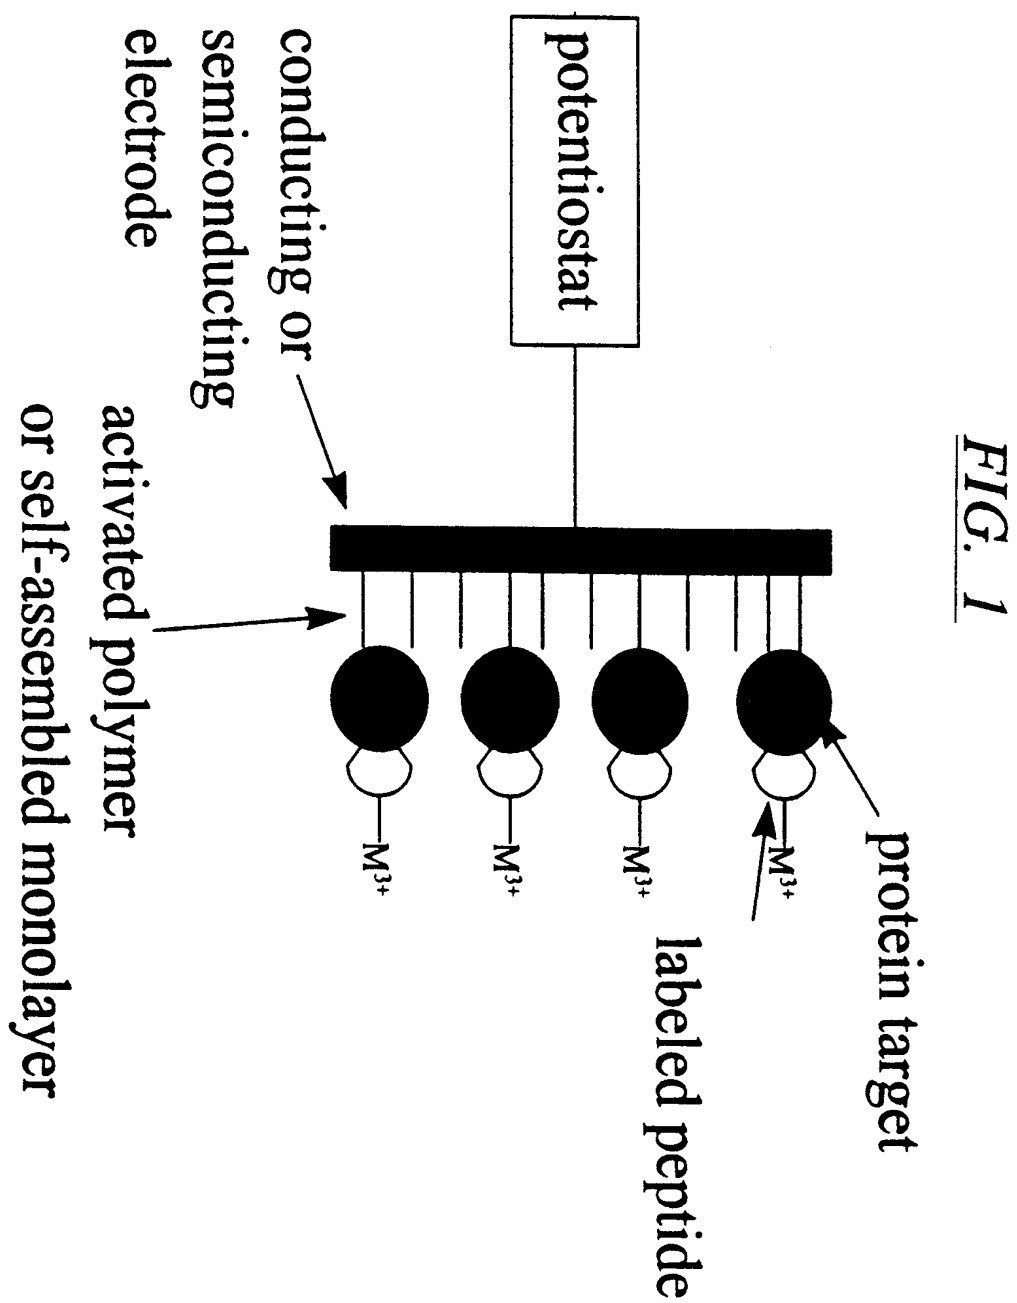 FIG. 1
protein target
labeled peptide
M³⁺
M³⁺
M³⁺
M³⁺
potentiostat
conducting or
semiconducting
electrode
activated polymer
or self-assembled monolayer